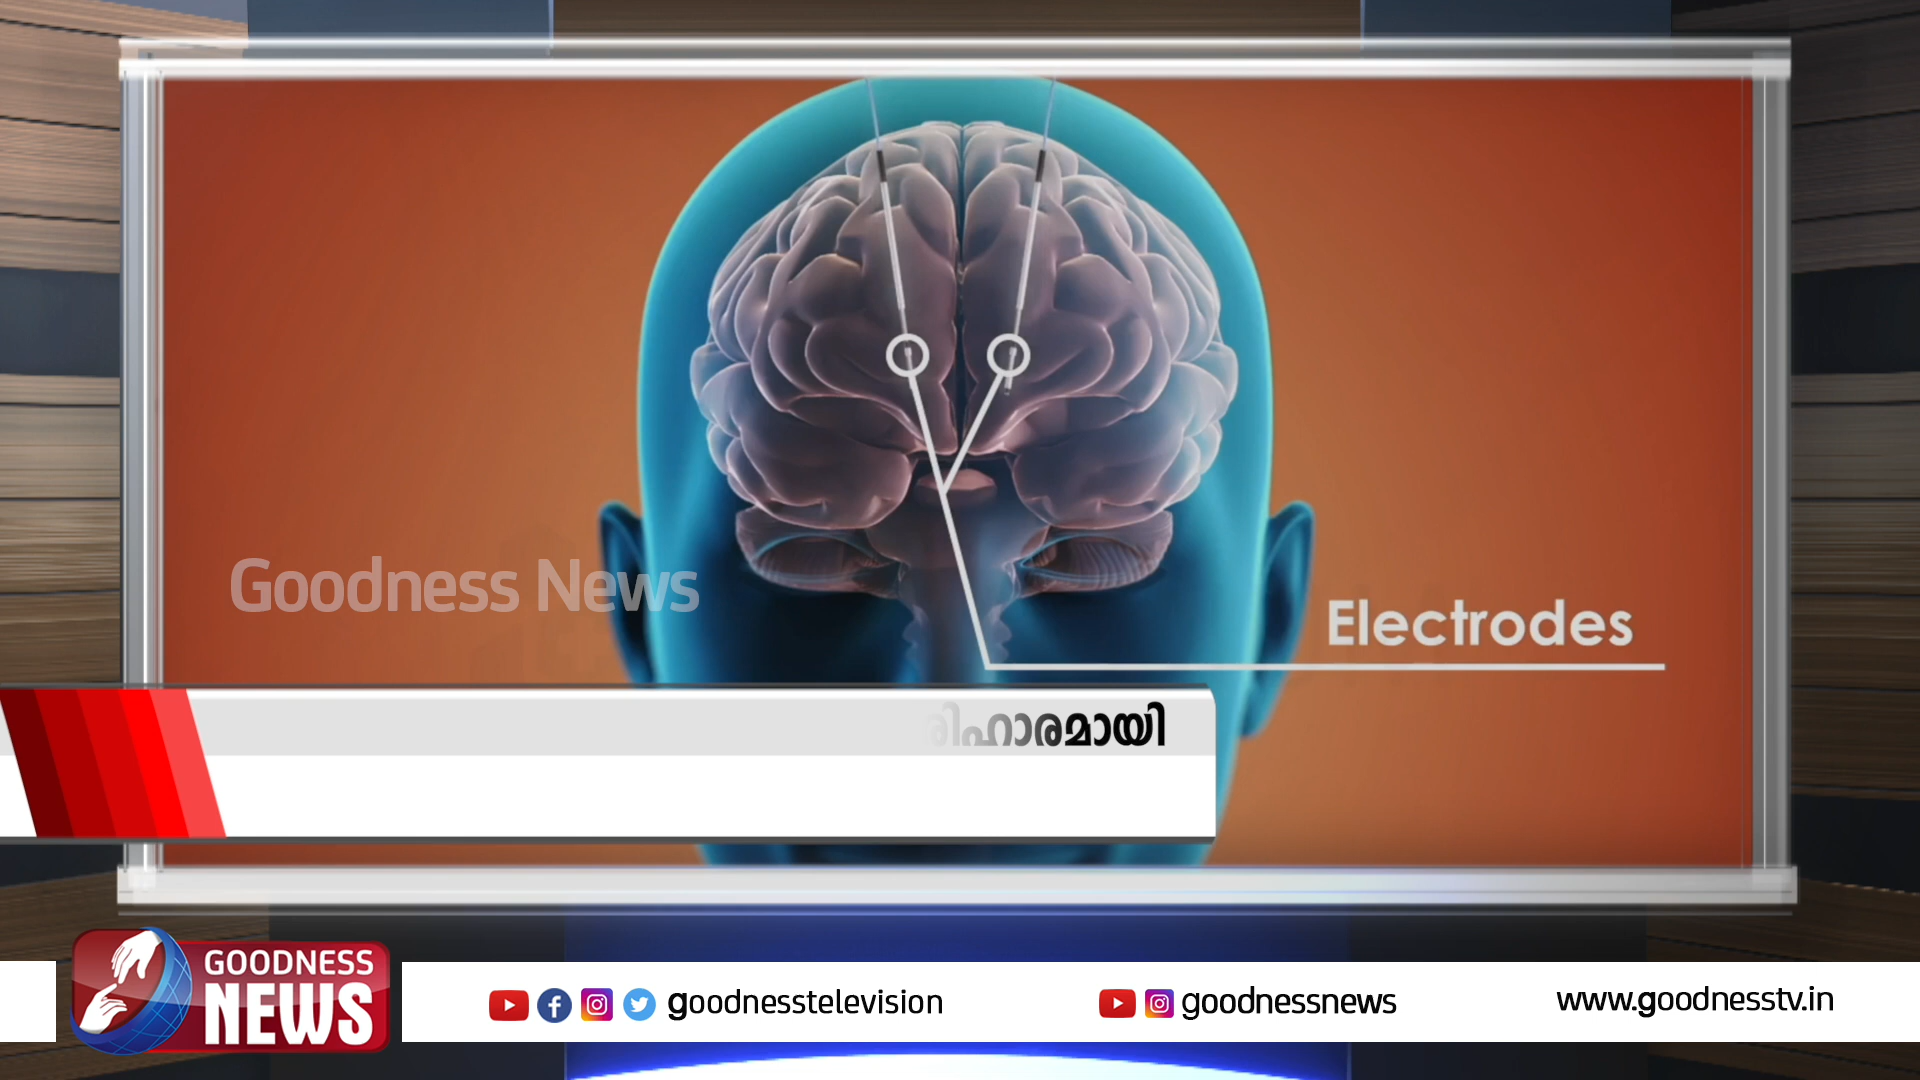 Goodness News
Electrodes
രിഹാരമായി
GOODNESS
NEWS
goodnesstelevision
goodnessnews
www.goodnesstv.in